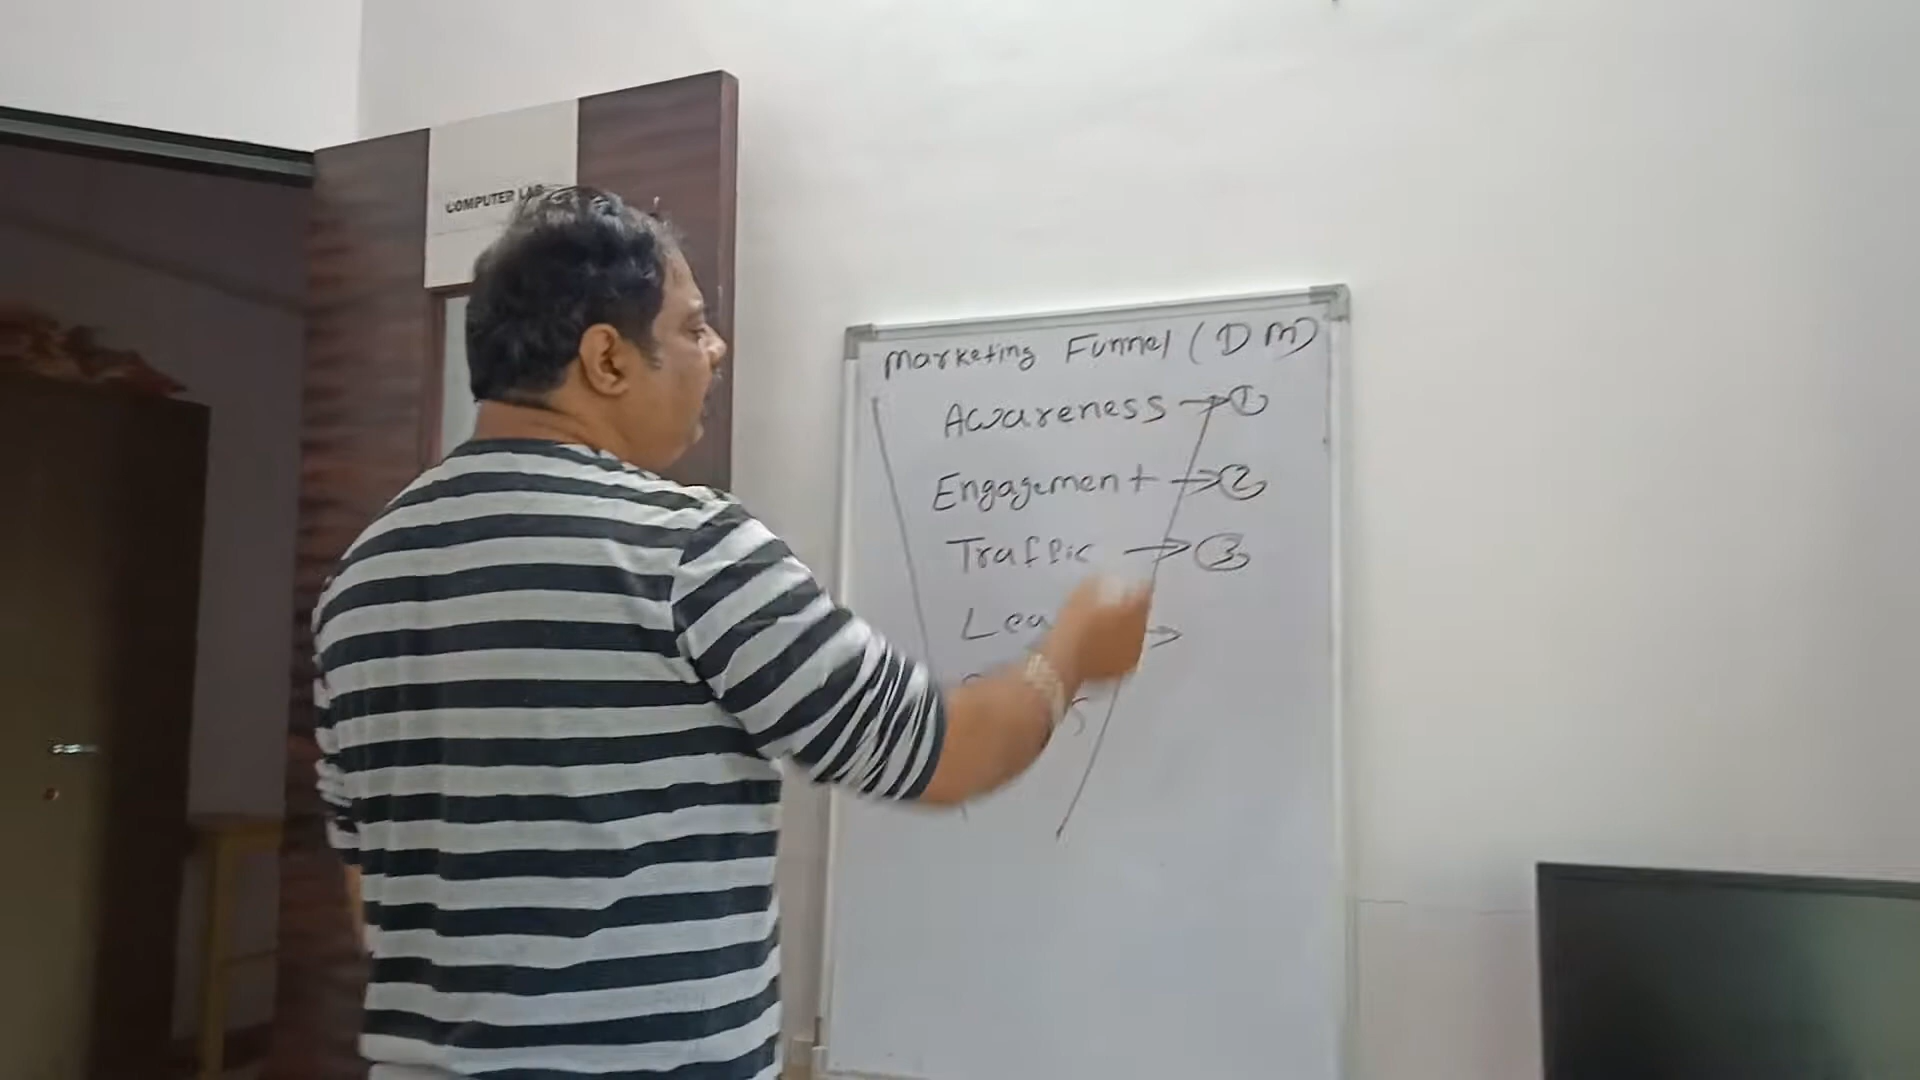 COMPUTER LAB
Marketing Funnel (DM)
Awareness → ①
Engagement → ②
Traffic → ③